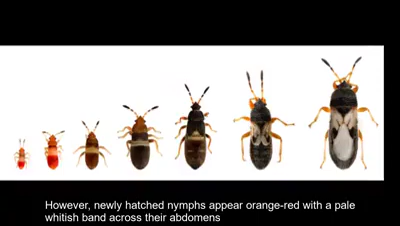 However, newly hatched nymphs appear orange-red with a pale
whitish band across their abdomens